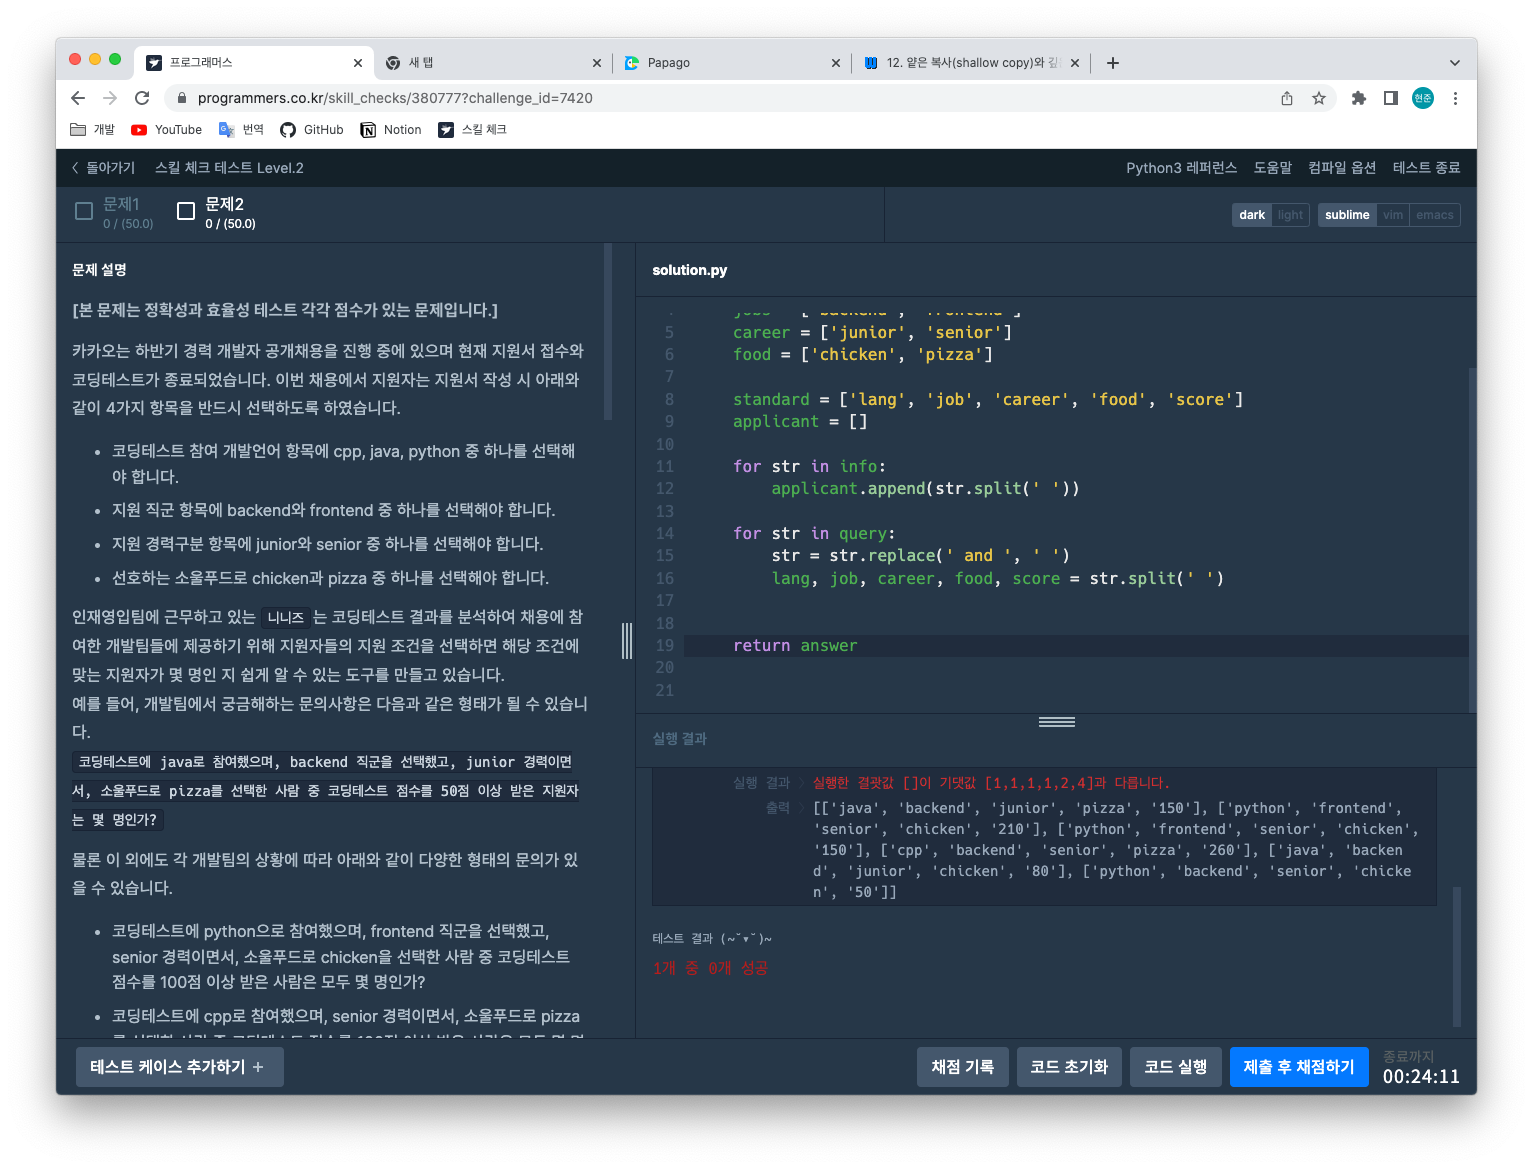 프로그래머스
새 탭
Papago
12. 얕은 복사(shallow copy)와 깊
programmers.co.kr/skill_checks/380777?challenge_id=7420
현준
개발
YouTube
번역
GitHub
Notion
스킬 체크
돌아가기 스킬 체크 테스트 Level.2
Python3 레퍼런스 도움말 컴파일 옵션 테스트 종료
문제1
0 / (50.0)
문제2
0 / (50.0)
dark light
sublime vim emacs
문제 설명
[본 문제는 정확성과 효율성 테스트 각각 점수가 있는 문제입니다.]
카카오는 하반기 경력 개발자 공개채용을 진행 중에 있으며 현재 지원서 접수와
코딩테스트가 종료되었습니다. 이번 채용에서 지원자는 지원서 작성 시 아래와
같이 4가지 항목을 반드시 선택하도록 하였습니다.
• 코딩테스트 참여 개발언어 항목에 cpp, java, python 중 하나를 선택해
야 합니다.
• 지원 직군 항목에 backend와 frontend 중 하나를 선택해야 합니다.
• 지원 경력구분 항목에 junior와 senior 중 하나를 선택해야 합니다.
• 선호하는 소울푸드로 chicken과 pizza 중 하나를 선택해야 합니다.
인재영입팀에 근무하고 있는 니니즈 는 코딩테스트 결과를 분석하여 채용에 참
여한 개발팀들에 제공하기 위해 지원자들의 지원 조건을 선택하면 해당 조건에
맞는 지원자가 몇 명인 지 쉽게 알 수 있는 도구를 만들고 있습니다.
예를 들어, 개발팀에서 궁금해하는 문의사항은 다음과 같은 형태가 될 수 있습니
다.
코딩테스트에 java로 참여했으며, backend 직군을 선택했고, junior 경력이면
서, 소울푸드로 pizza를 선택한 사람 중 코딩테스트 점수를 50점 이상 받은 지원자
는 몇 명인가?
물론 이 외에도 각 개발팀의 상황에 따라 아래와 같이 다양한 형태의 문의가 있
을 수 있습니다.
• 코딩테스트에 python으로 참여했으며, frontend 직군을 선택했고,
senior 경력이면서, 소울푸드로 chicken을 선택한 사람 중 코딩테스트
점수를 100점 이상 받은 사람은 모두 몇 명인가?
• 코딩테스트에 cpp로 참여했으며, senior 경력이면서, 소울푸드로 pizza
solution.py
5 career = ['junior', 'senior']
6 food = ['chicken', 'pizza']
7
8 standard = ['lang', 'job', 'career', 'food', 'score']
9 applicant = []
10
11 for str in info:
12 applicant.append(str.split(' '))
13
14 for str in query:
15 str = str.replace(' and ', ' ')
16 lang, job, career, food, score = str.split(' ')
17
18
19 return answer
20
21
실행 결과
실행 결과 › 실행한 결괏값 []이 기댓값 [1,1,1,1,2,4]과 다릅니다.
출력 › [['java', 'backend', 'junior', 'pizza', '150'], ['python', 'frontend',
'senior', 'chicken', '210'], ['python', 'frontend', 'senior', 'chicken',
'150'], ['cpp', 'backend', 'senior', 'pizza', '260'], ['java', 'backen
d', 'junior', 'chicken', '80'], ['python', 'backend', 'senior', 'chicke
n', '50']]
테스트 결과 (~˘▾˘)~
1개 중 0개 성공
테스트 케이스 추가하기 +
채점 기록
코드 초기화
코드 실행
제출 후 채점하기
종료까지
00:24:11